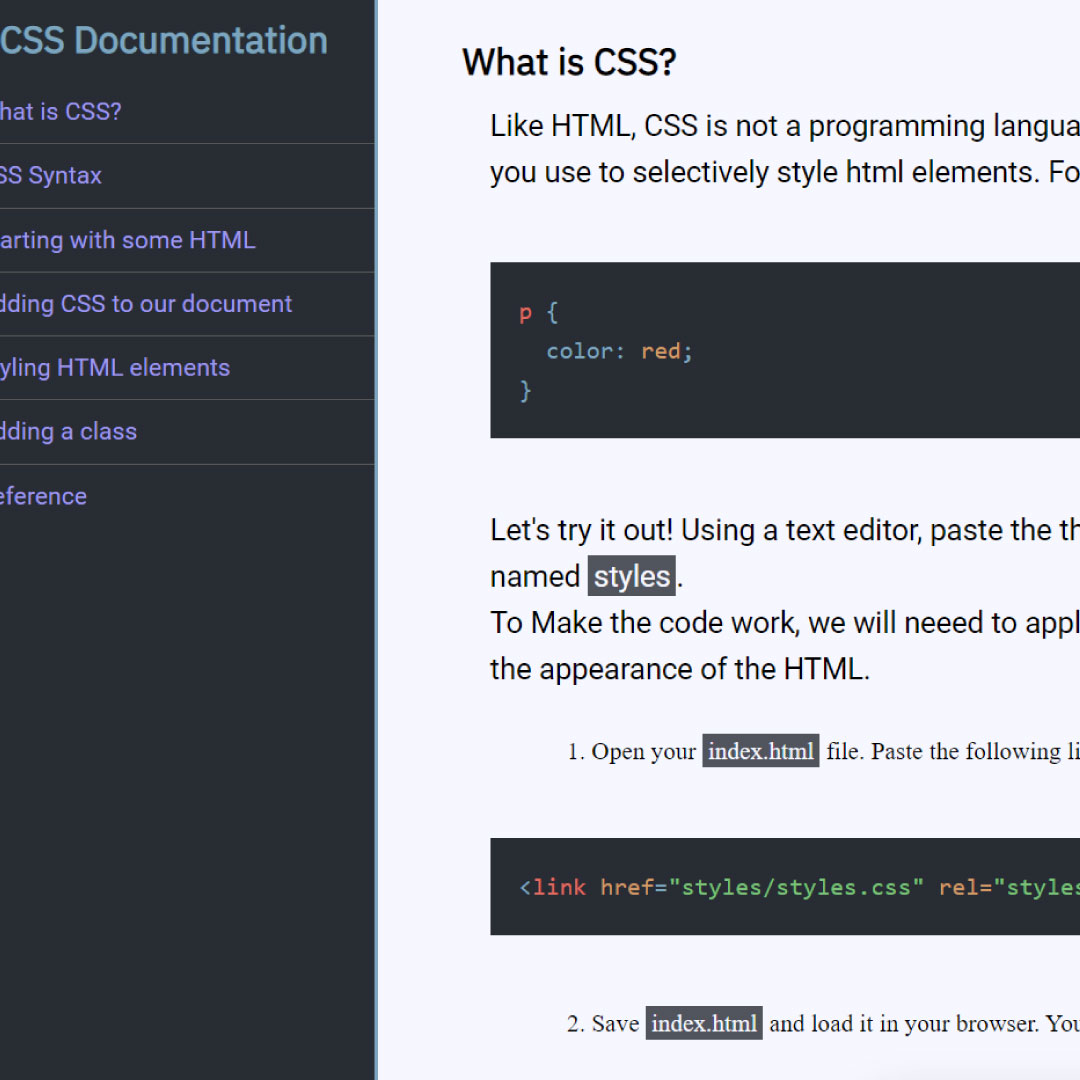 CSS Documentation
hat is CSS?
SS Syntax
arting with some HTML
dding CSS to our document
yling HTML elements
dding a class
eference
What is CSS?
Like HTML, CSS is not a programming langua
you use to selectively style html elements. Fo
p {
color: red;
}
Let's try it out! Using a text editor, paste the th
named styles.
To Make the code work, we will neeed to appl
the appearance of the HTML.
1. Open your index.html file. Paste the following li
<link href="styles/styles.css" rel="styles
2. Save index.html and load it in your browser. You